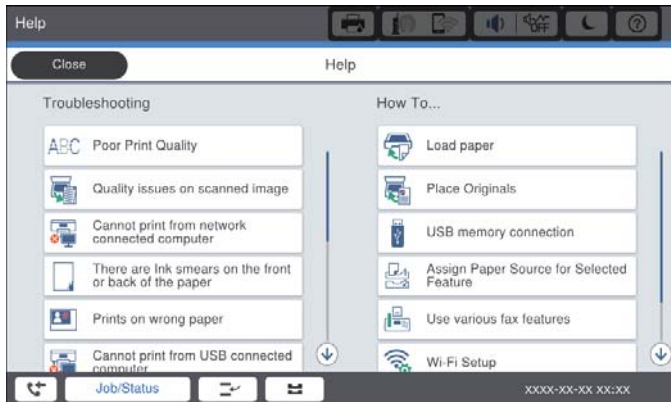 Help
OFF
Close
Help
Troubleshooting
How To...
ABC
Poor Print Quality
Load paper
Quality issues on scanned image
Place Originals
Cannot print from network
connected computer
USB memory connection
There are Ink smears on the front
or back of the paper
Assign Paper Source for Selected
Feature
Prints on wrong paper
Use various fax features
Cannot print from USB connected
computer
Wi-Fi Setup
Job/Status
XXXX-XX-XX XX:XX